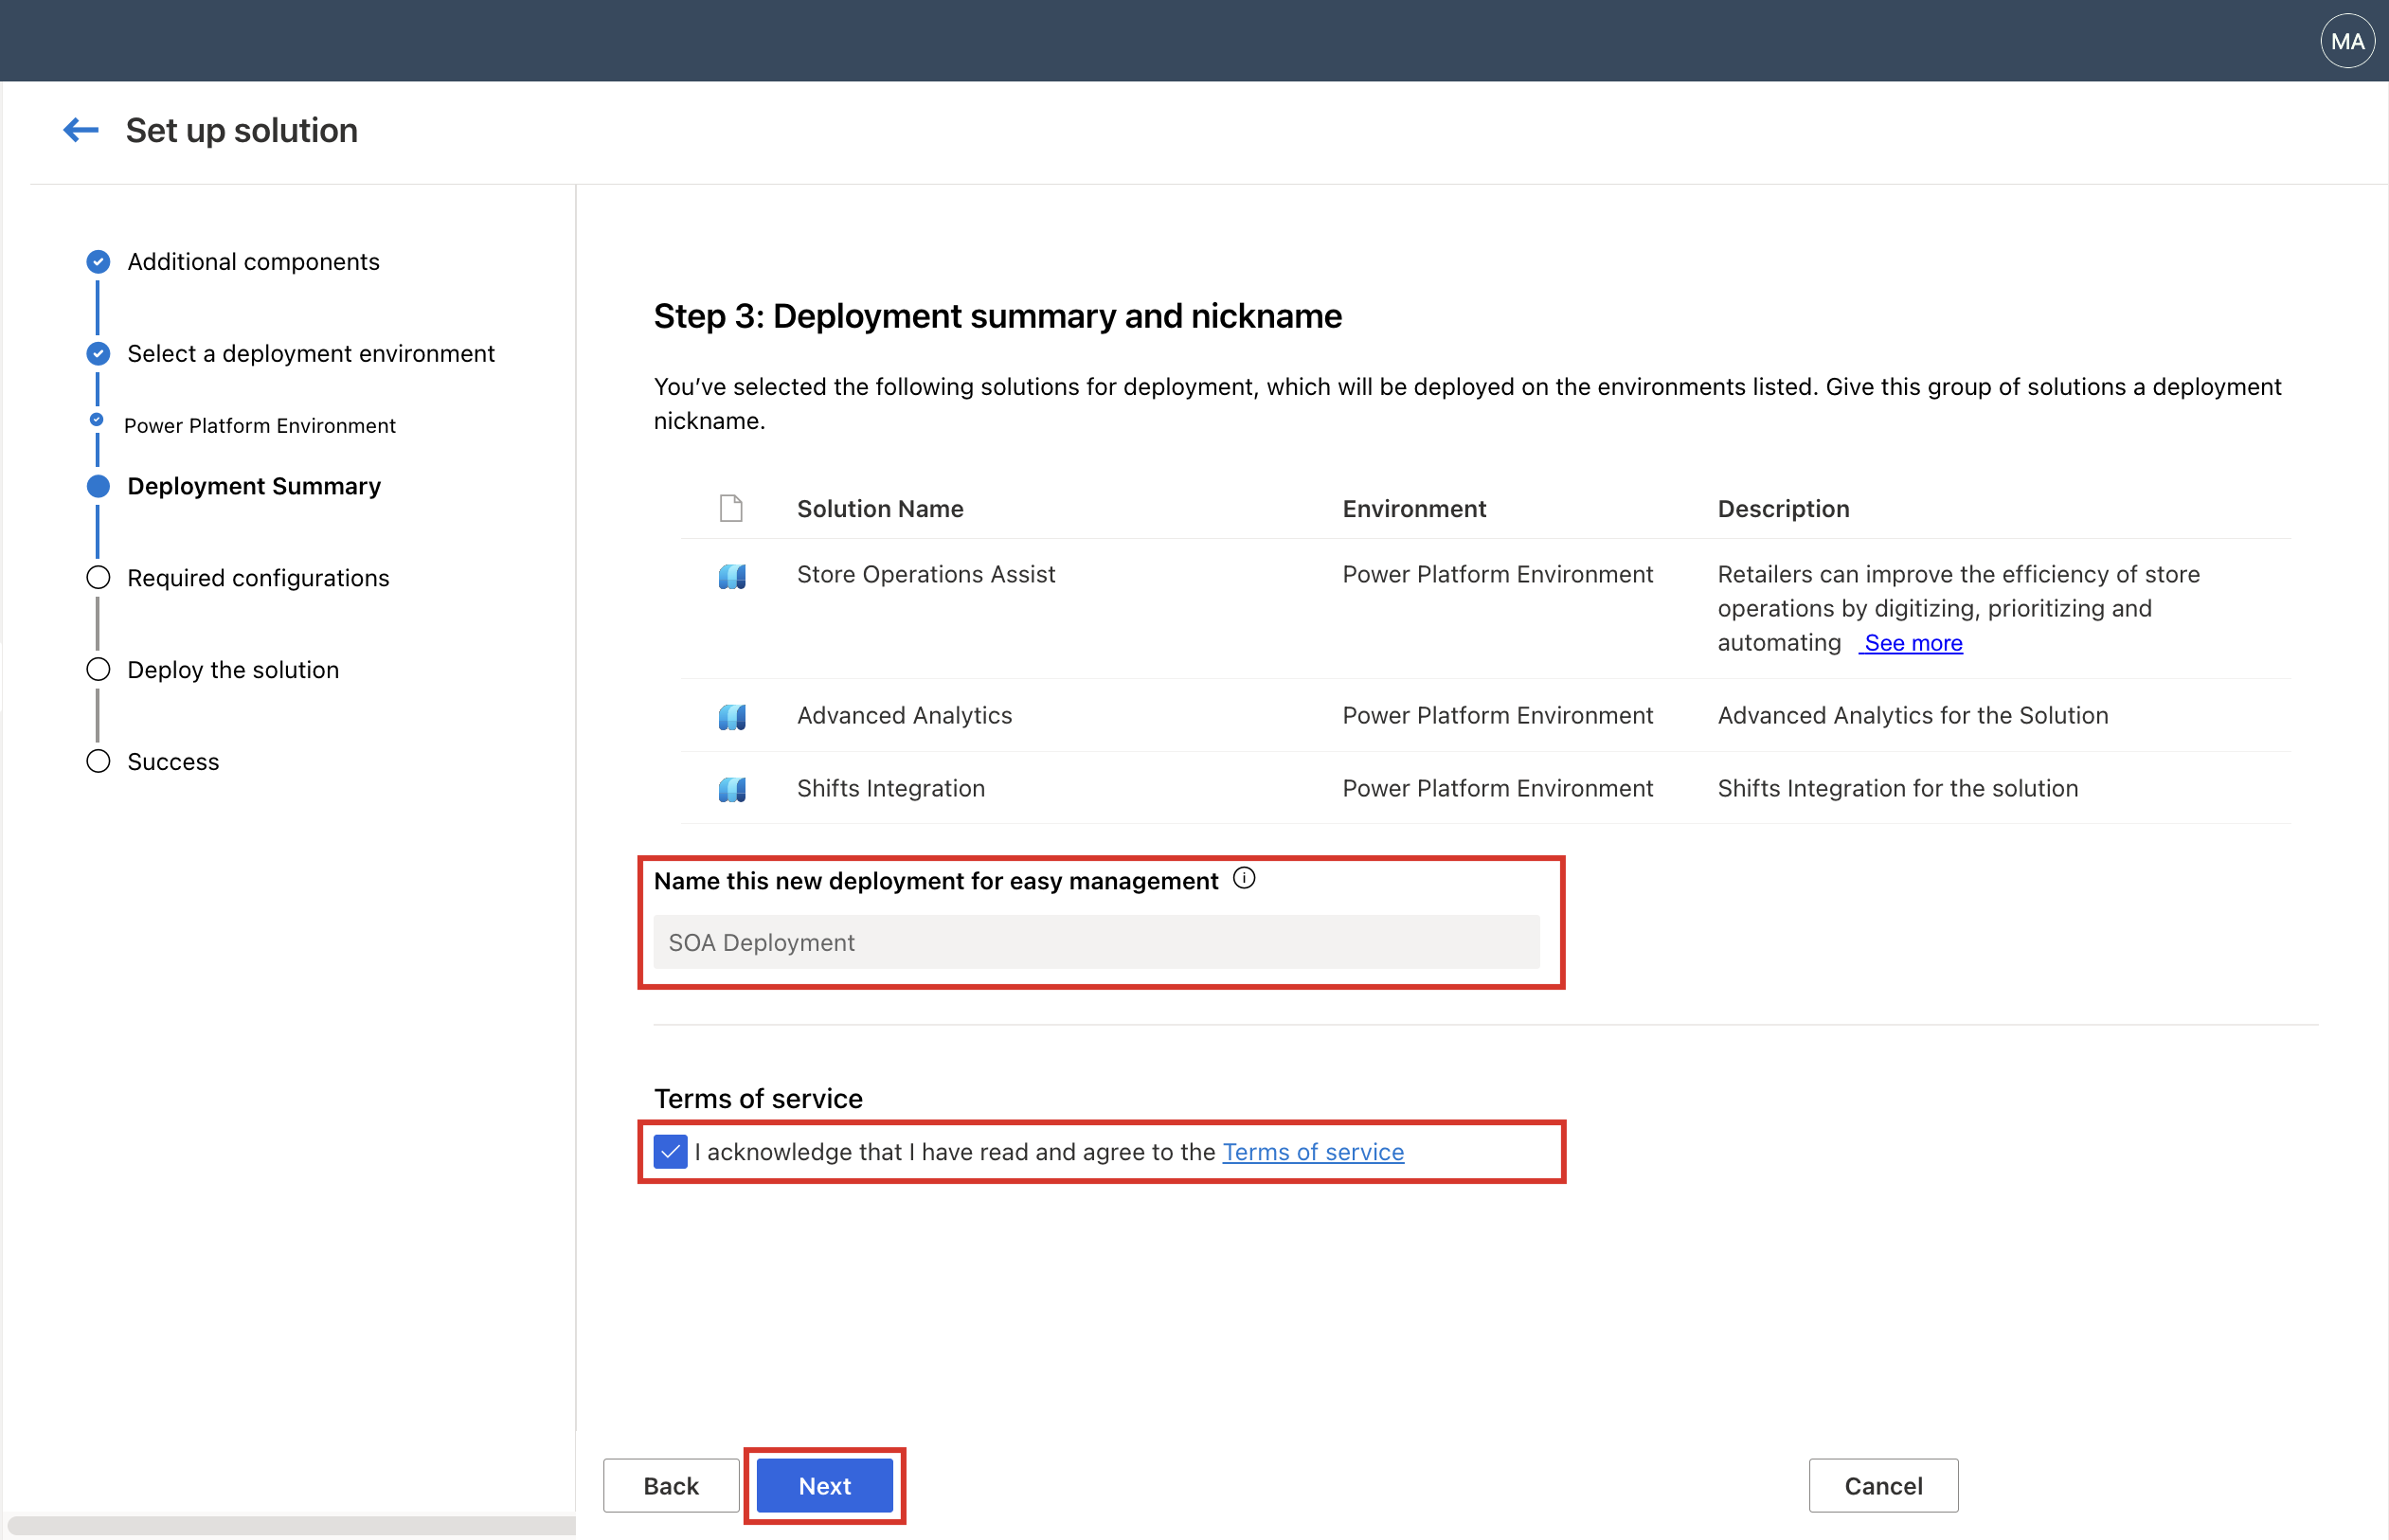 MA
Set up solution
Additional components
Select a deployment environment
Power Platform Environment
Deployment Summary
Required configurations
Deploy the solution
Success
Step 3: Deployment summary and nickname
You’ve selected the following solutions for deployment, which will be deployed on the environments listed. Give this group of solutions a deployment
nickname.
Solution Name Environment Description
Store Operations Assist Power Platform Environment Retailers can improve the efficiency of store
operations by digitizing, prioritizing and
automating See more
Advanced Analytics Power Platform Environment Advanced Analytics for the Solution
Shifts Integration Power Platform Environment Shifts Integration for the solution
Name this new deployment for easy management
SOA Deployment
Terms of service
I acknowledge that I have read and agree to the Terms of service
Back Next Cancel